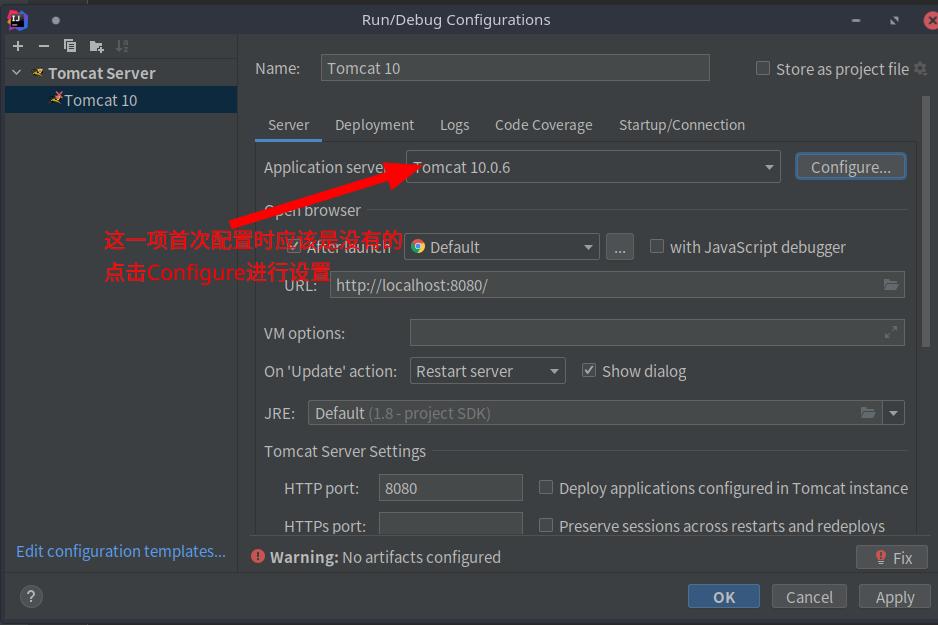 Run/Debug Configurations
Tomcat Server
Tomcat 10
Name: Tomcat 10 Store as project file
Server Deployment Logs Code Coverage Startup/Connection
Application server Tomcat 10.0.6 Configure...
Open browser
这一项首次配置时应该是没有的
After launch Default ... with JavaScript debugger
点击Configure进行设置
URL: http://localhost:8080/
VM options:
On 'Update' action: Restart server Show dialog
JRE: Default (1.8 - project SDK)
Tomcat Server Settings
HTTP port: 8080 Deploy applications configured in Tomcat instance
HTTPs port: Preserve sessions across restarts and redeploys
Edit configuration templates...
Warning: No artifacts configured Fix
? OK Cancel Apply